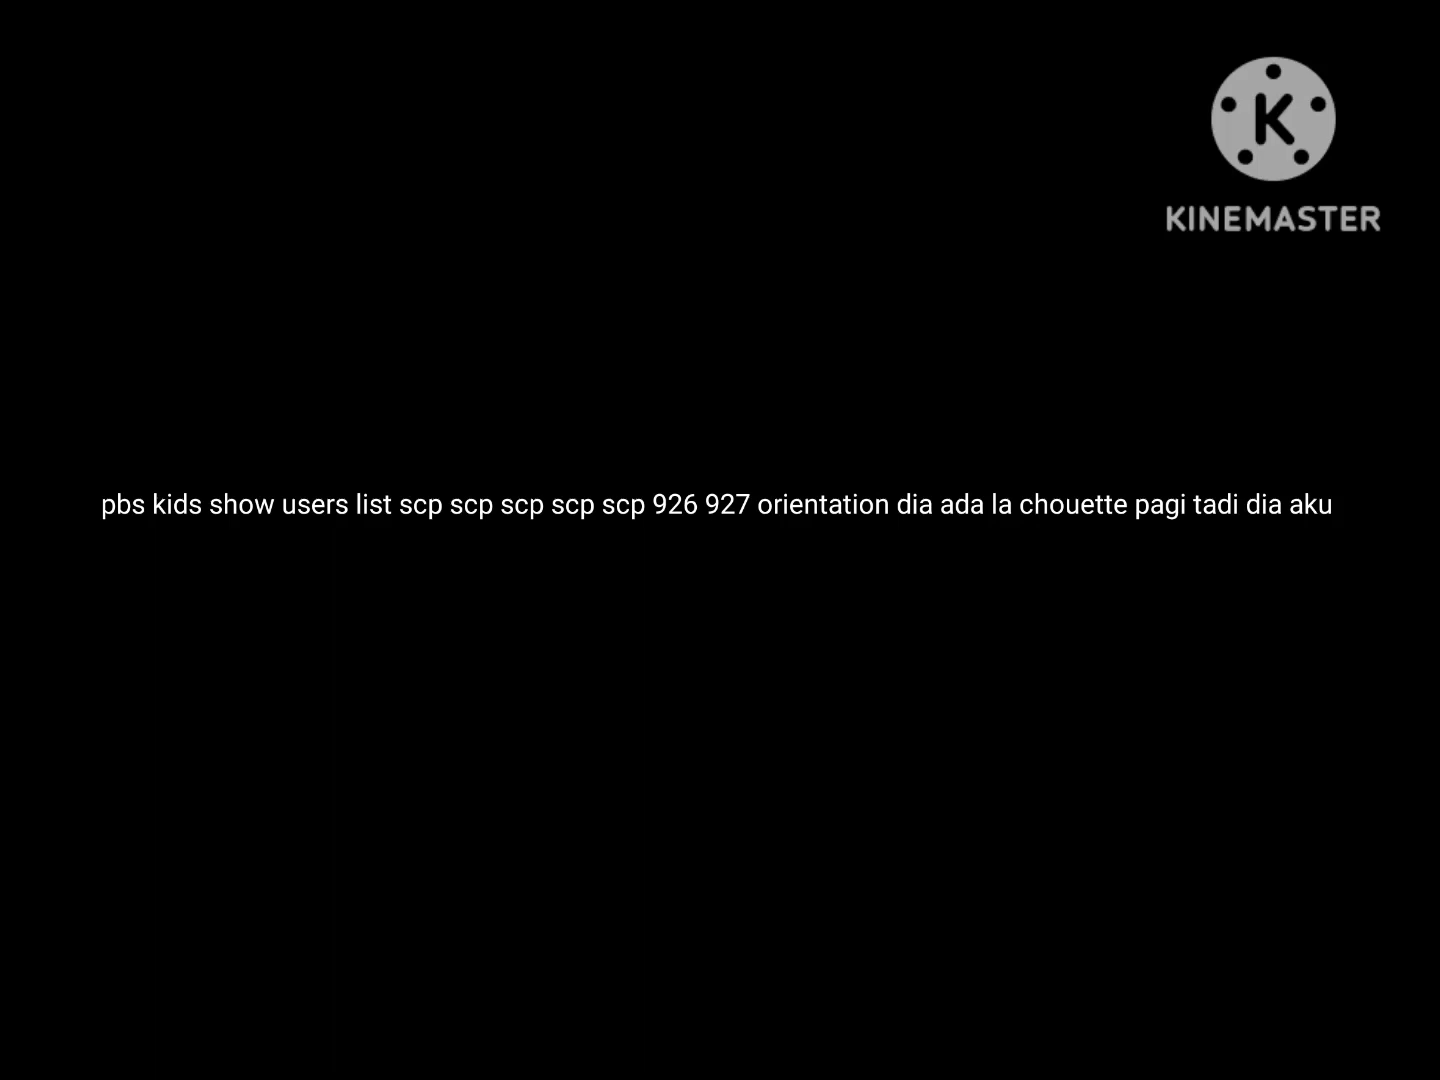 K
KINEMASTER
pbs kids show users list scp scp scp scp scp 926 927 orientation dia ada la chouette pagi tadi dia aku